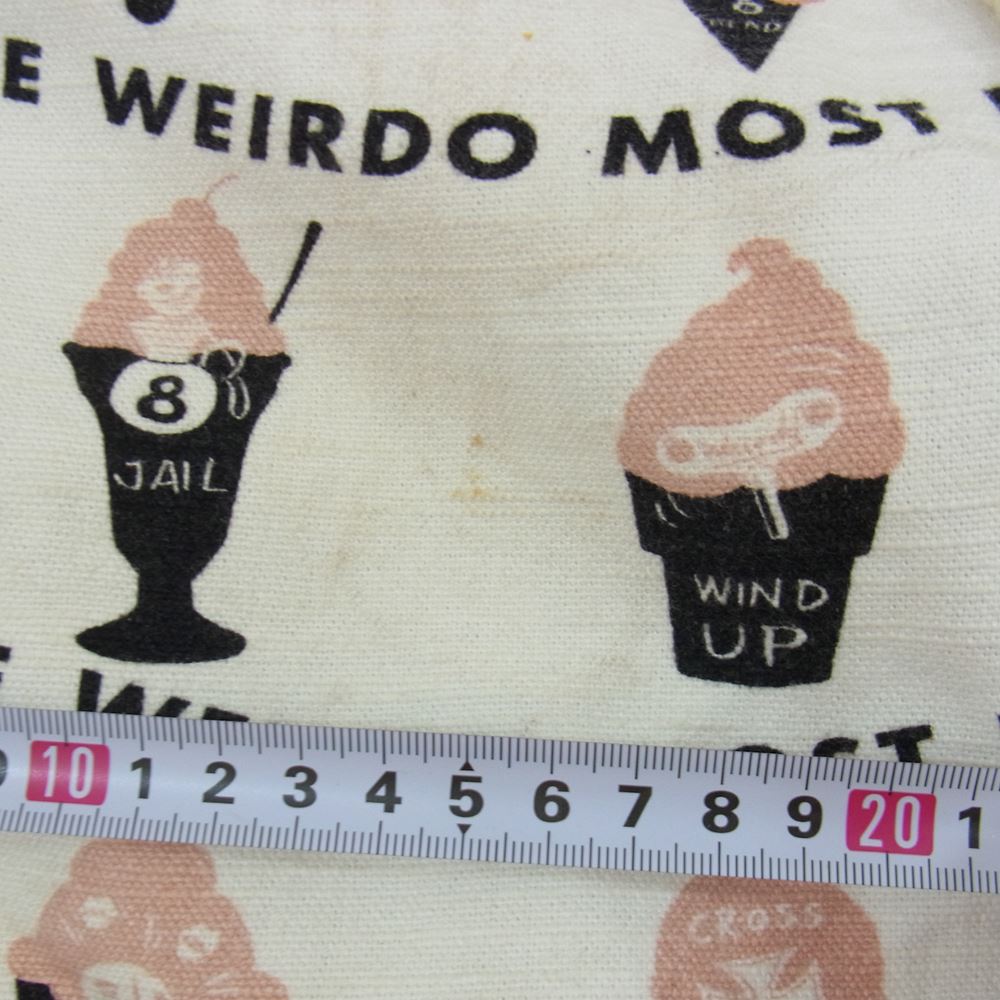 E WEIRDO MOST
8
JAIL
WIND
UP
10 1 2 3 4 5 6 7 8 9 20 1
CROSS